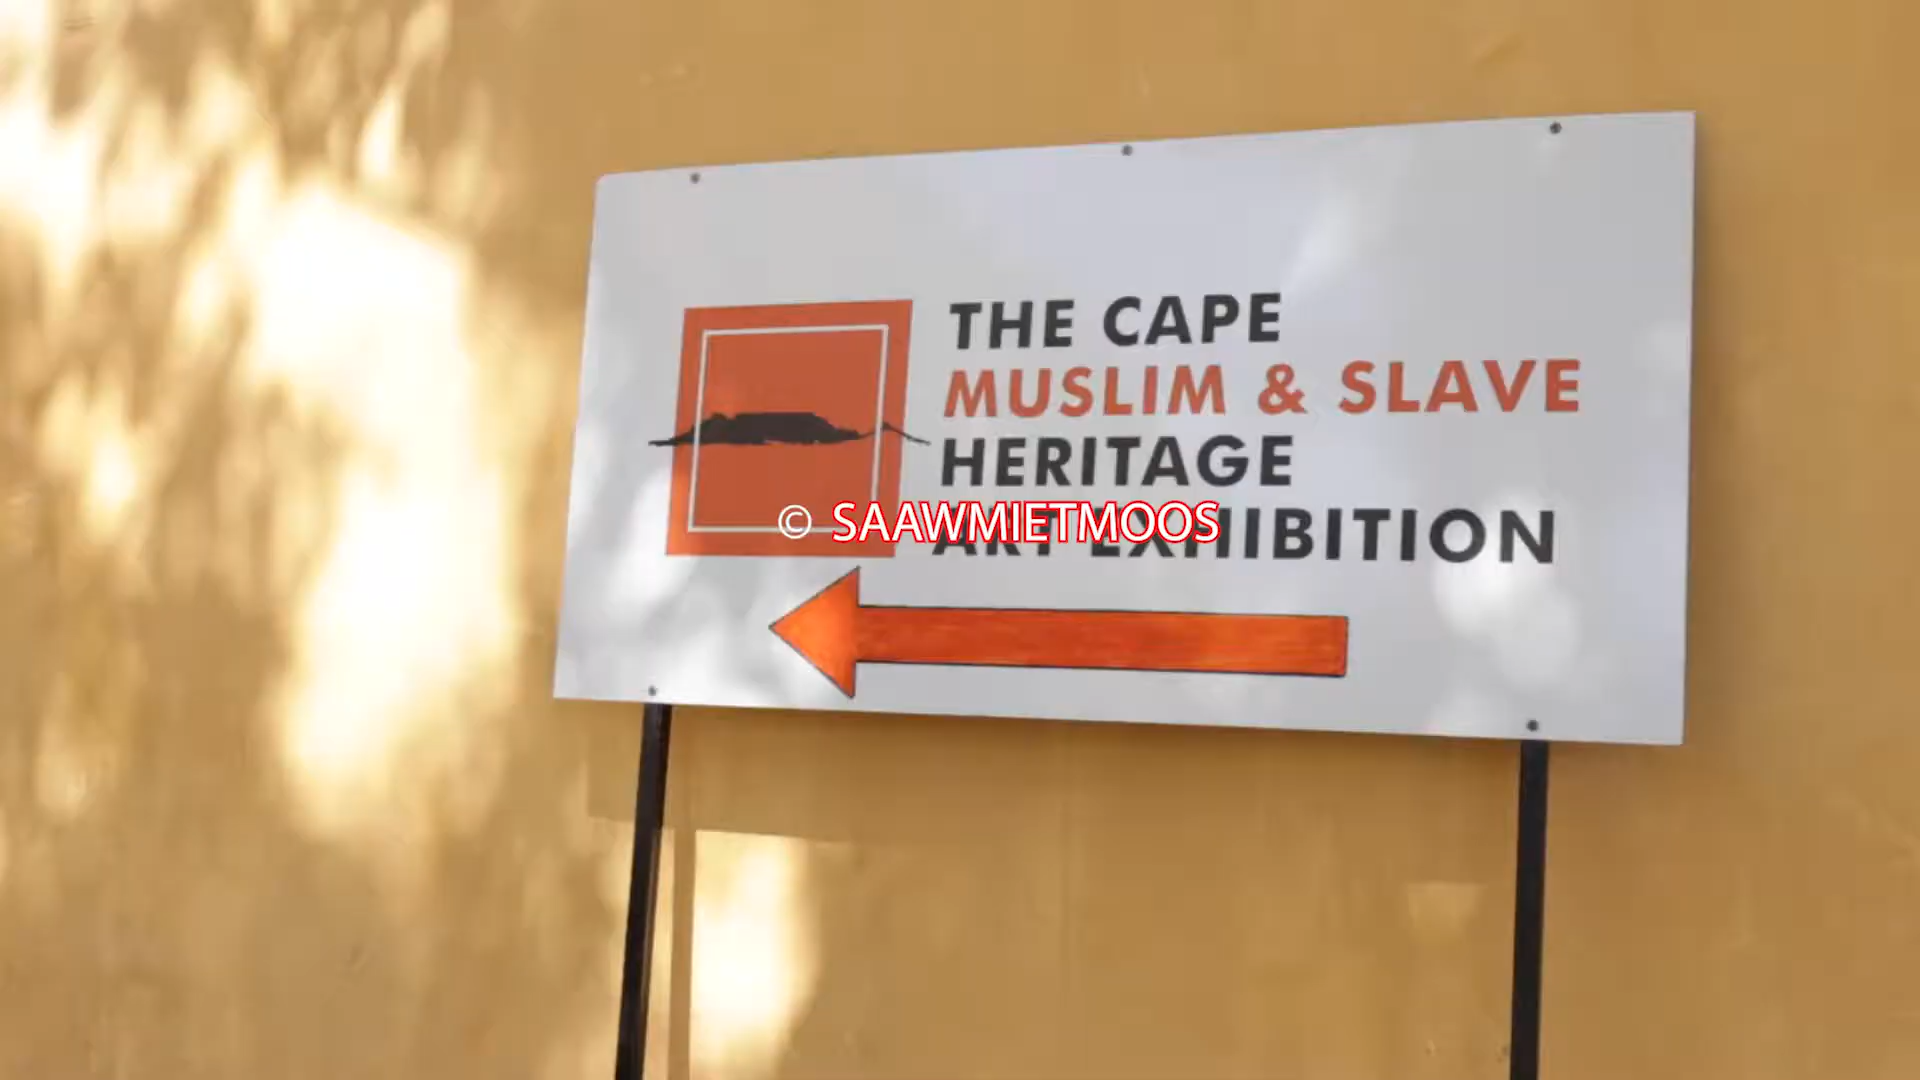 THE CAPE
MUSLIM & SLAVE
HERITAGE
ART EXHIBITION
© SAAWMIETMOOS